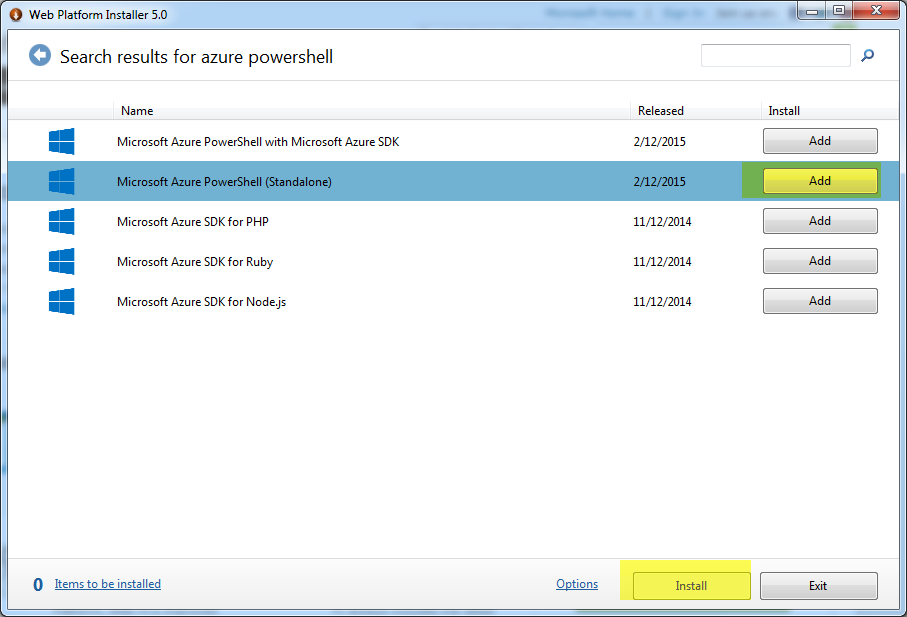 Web Platform Installer 5.0
Search results for azure powershell
Name Released Install
Microsoft Azure PowerShell with Microsoft Azure SDK 2/12/2015 Add
Microsoft Azure PowerShell (Standalone) 2/12/2015 Add
Microsoft Azure SDK for PHP 11/12/2014 Add
Microsoft Azure SDK for Ruby 11/12/2014 Add
Microsoft Azure SDK for Node.js 11/12/2014 Add
0 Items to be installed Options Install Exit